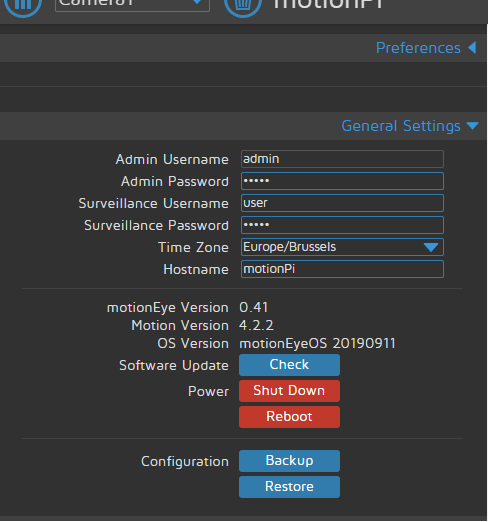 Camera1 motionPi
Preferences
General Settings
Admin Username admin
Admin Password •••••
Surveillance Username user
Surveillance Password •••••
Time Zone Europe/Brussels
Hostname motionPi
motionEye Version 0.41
Motion Version 4.2.2
OS Version motionEyeOS 20190911
Software Update Check
Power Shut Down
Reboot
Configuration Backup
Restore